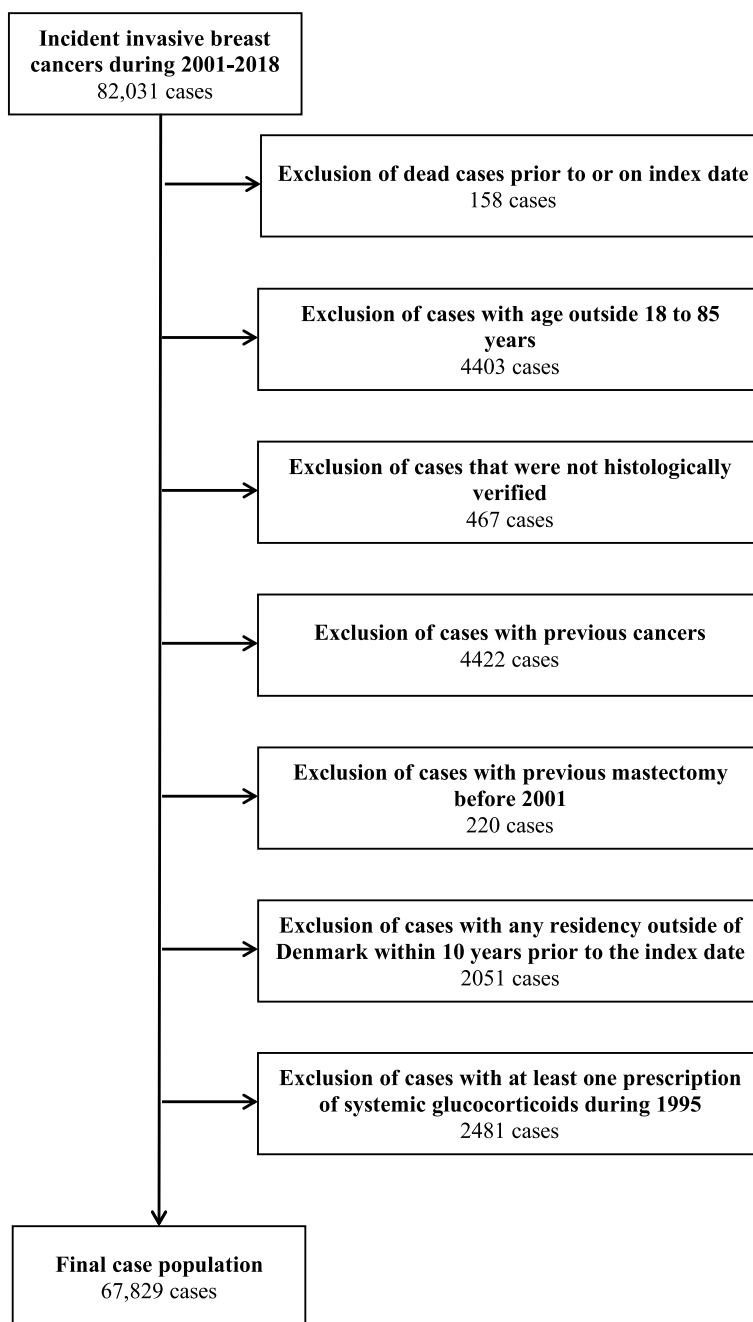 Incident invasive breast
cancers during 2001-2018
82,031 cases
Exclusion of dead cases prior to or on index date
158 cases
Exclusion of cases with age outside 18 to 85
years
4403 cases
Exclusion of cases that were not histologically
verified
467 cases
Exclusion of cases with previous cancers
4422 cases
Exclusion of cases with previous mastectomy
before 2001
220 cases
Exclusion of cases with any residency outside of
Denmark within 10 years prior to the index date
2051 cases
Exclusion of cases with at least one prescription
of systemic glucocorticoids during 1995
2481 cases
Final case population
67,829 cases